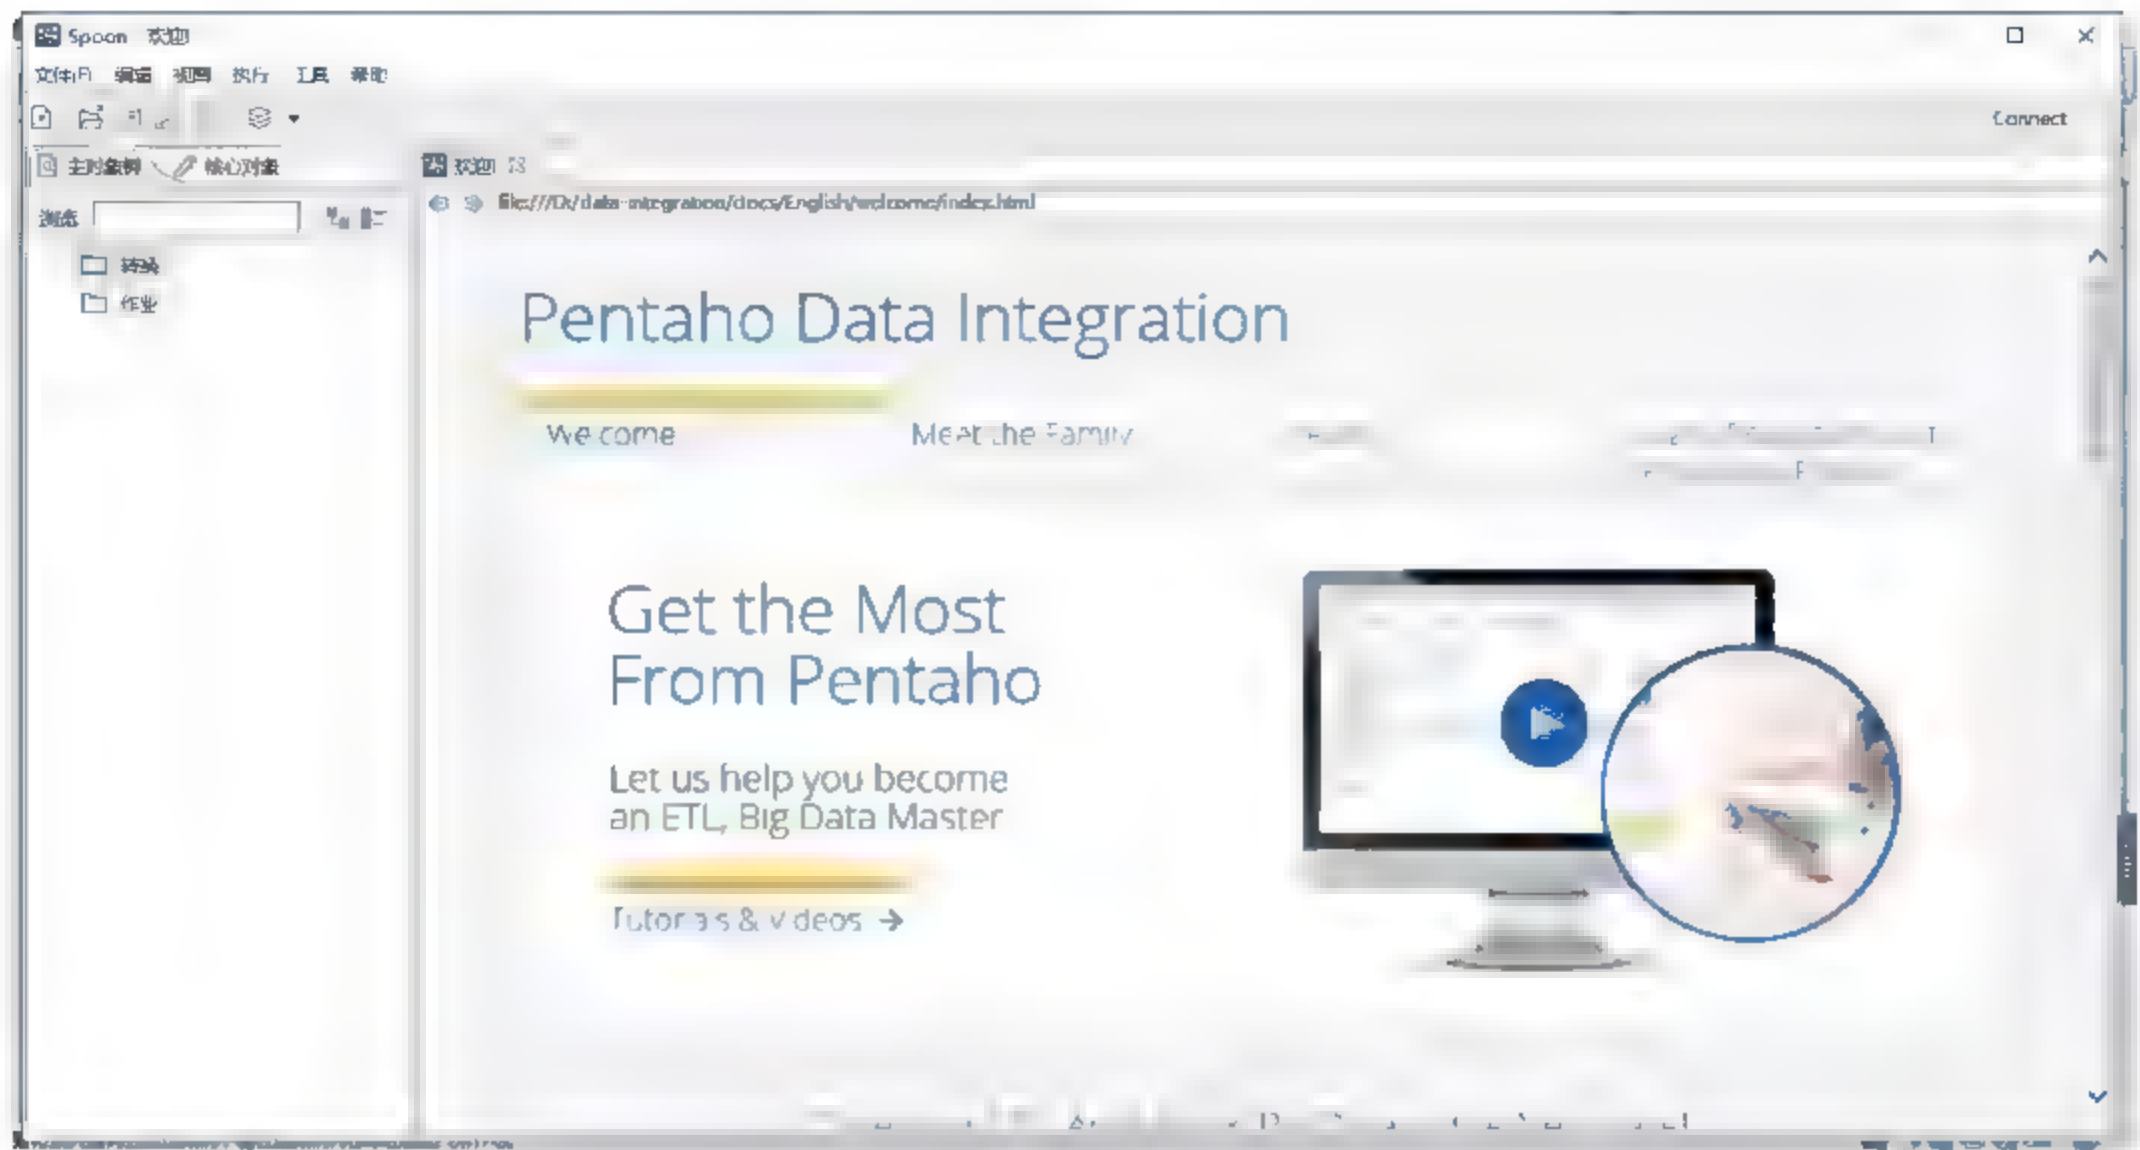 Spoon 欢迎
文件(F) 编辑 视图 执行 工具 帮助
Connect
主对象树 核心对象
欢迎
浏览
file:///D:/data-integration/docs/English/welcome/index.html
转换
作业
Pentaho Data Integration
Welcome Meet the Family
Get the Most
From Pentaho
Let us help you become
an ETL, Big Data Master
Tutorials & Videos →